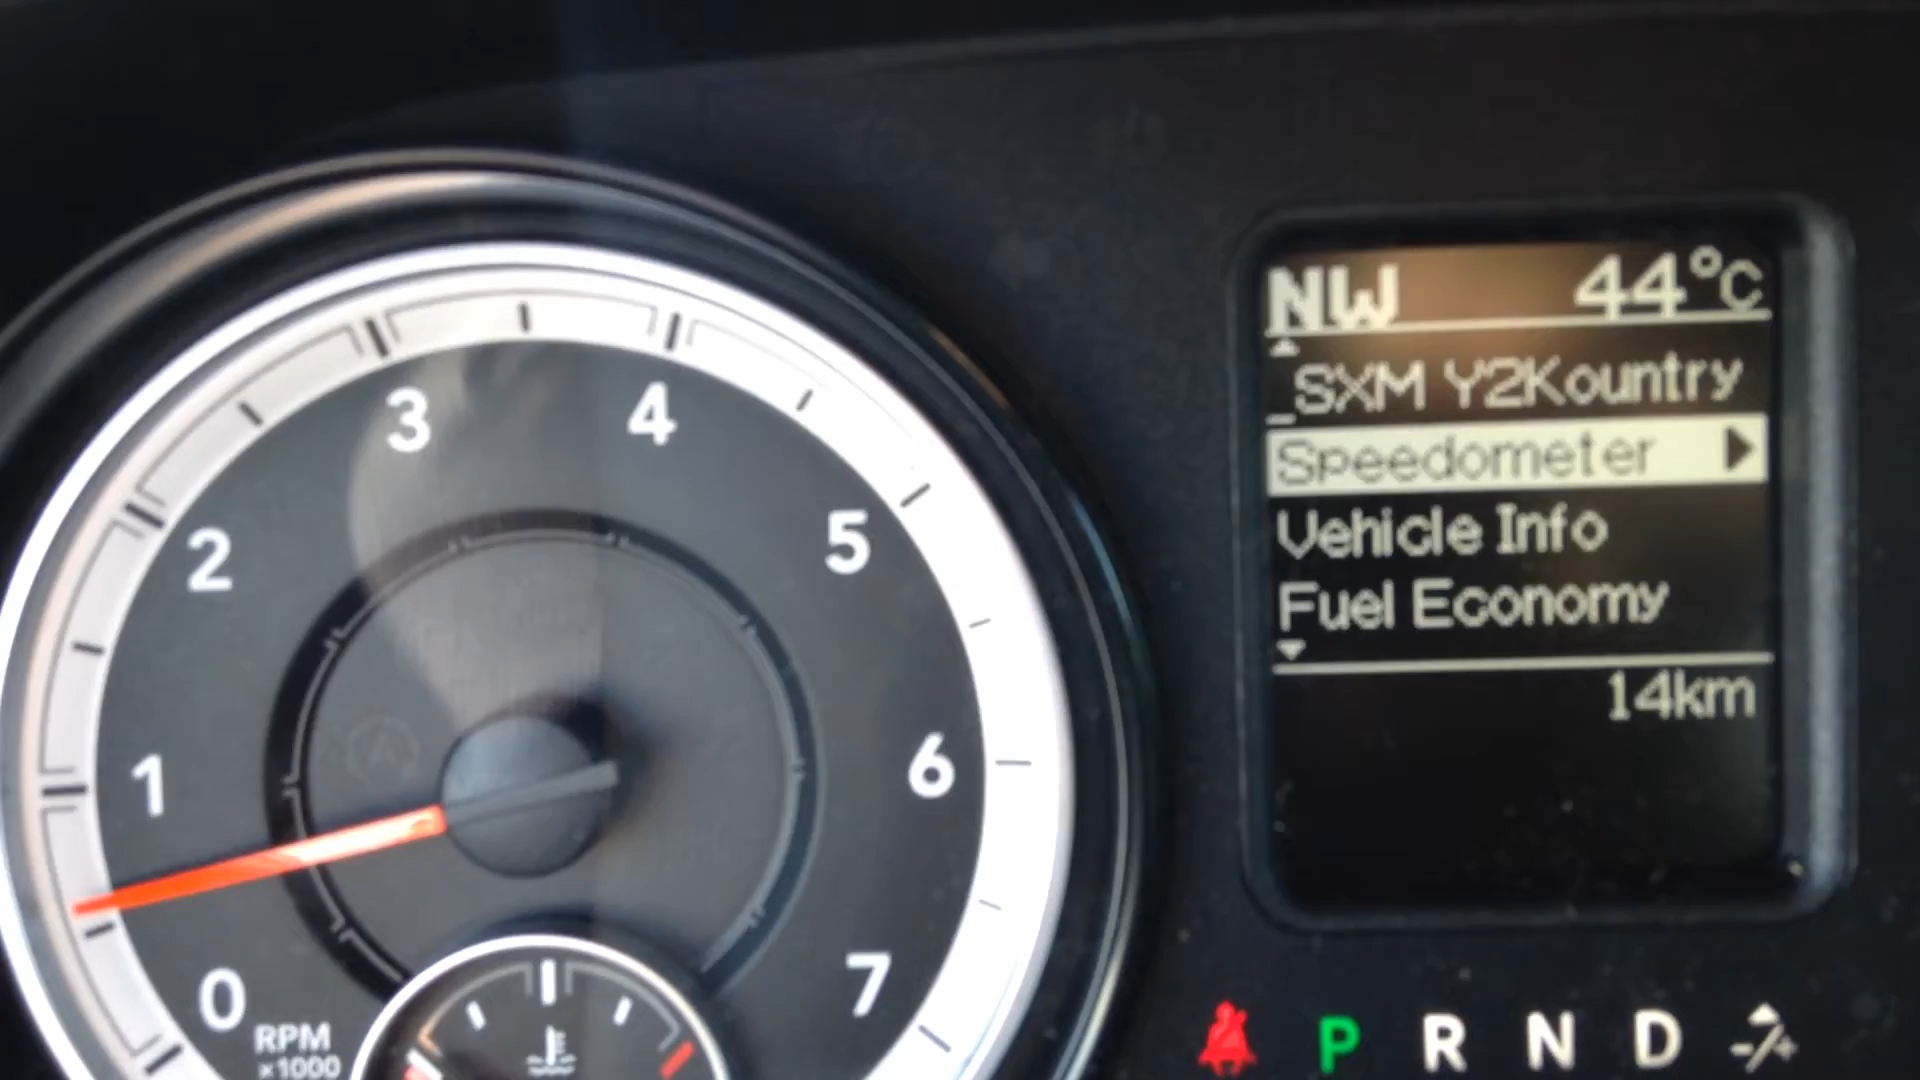 NW 44°C
SXM Y2Kountry
Speedometer
Vehicle Info
Fuel Economy
14km
0
1
2
3
4
5
6
7
RPM
x1000
P R N D